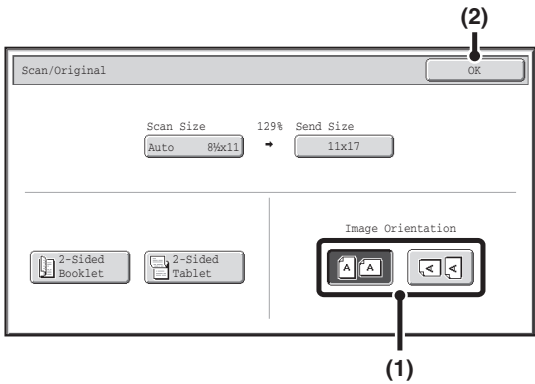 (2)
Scan/Original
OK
Scan Size 129% Send Size
Auto 8½x11 11x17
Image Orientation
2-Sided
Booklet
2-Sided
Tablet
A A A A
(1)